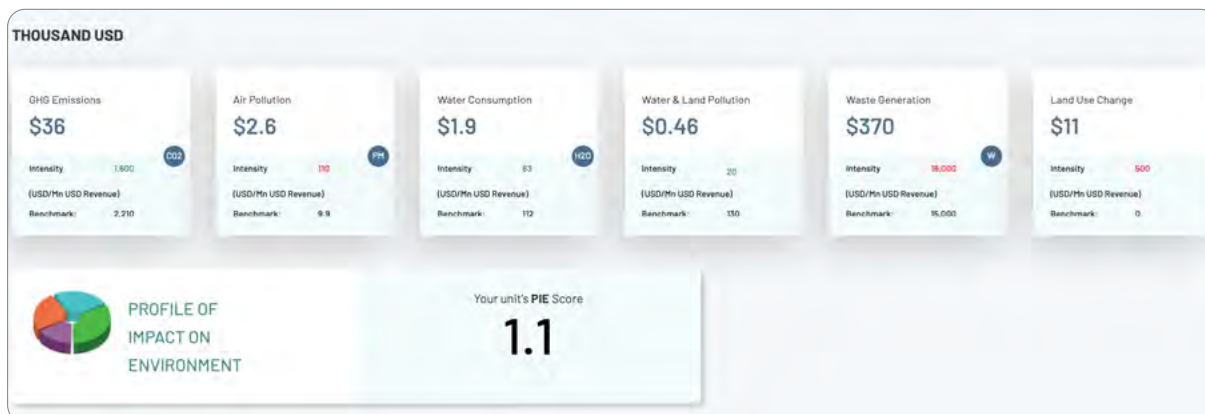 THOUSAND USD
GHG Emissions
$36
CO2
Intensity 1,600
(USD/Mn USD Revenue)
Benchmark: 2,210
Air Pollution
$2.6
PM
Intensity 110
(USD/Mn USD Revenue)
Benchmark: 9.9
Water Consumption
$1.9
H2O
Intensity 83
(USD/Mn USD Revenue)
Benchmark: 112
Water & Land Pollution
$0.46
Intensity 20
(USD/Mn USD Revenue)
Benchmark: 130
Waste Generation
$370
W
Intensity 16,000
(USD/Mn USD Revenue)
Benchmark: 15,000
Land Use Change
$11
Intensity 500
(USD/Mn USD Revenue)
Benchmark: 0
PROFILE OF
IMPACT ON
ENVIRONMENT
Your unit's PIE Score
1.1